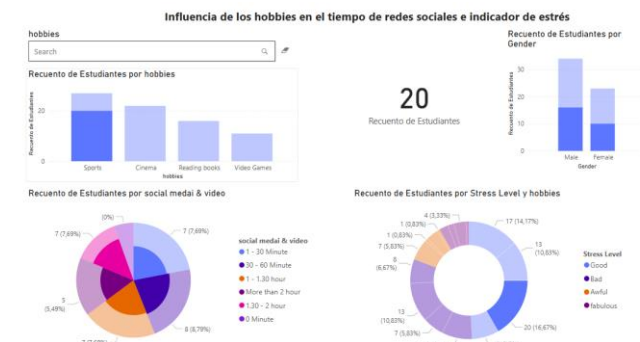 Influencia de los hobbies en el tiempo de redes sociales e indicador de estrés
hobbies
Search
Recuento de Estudiantes por hobbies
Recuento de Estudiantes
20
0
Sports
Cinema
Reading books
Video Games
hobbies
20
Recuento de Estudiantes
Recuento de Estudiantes por
Gender
Recuento de Estudiantes
30
20
10
0
Male
Female
Gender
Recuento de Estudiantes por social medai & video
(0%)
7 (7,69%)
7 (7,69%)
5
(5,49%)
8 (8,79%)
social medai & video
1 - 30 Minute
30 - 60 Minute
1 - 1.30 hour
More than 2 hour
1.30 - 2 hour
0 Minute
Recuento de Estudiantes por Stress Level y hobbies
4 (3,33%)
1 (0,83%)
1 (0,83%)
7 (5,83%)
8
(6,67%)
13
(10,83%)
7 (5,83%)
17 (14,17%)
13
(10,83%)
20 (16,67%)
Stress Level
Good
Bad
Awful
fabulous